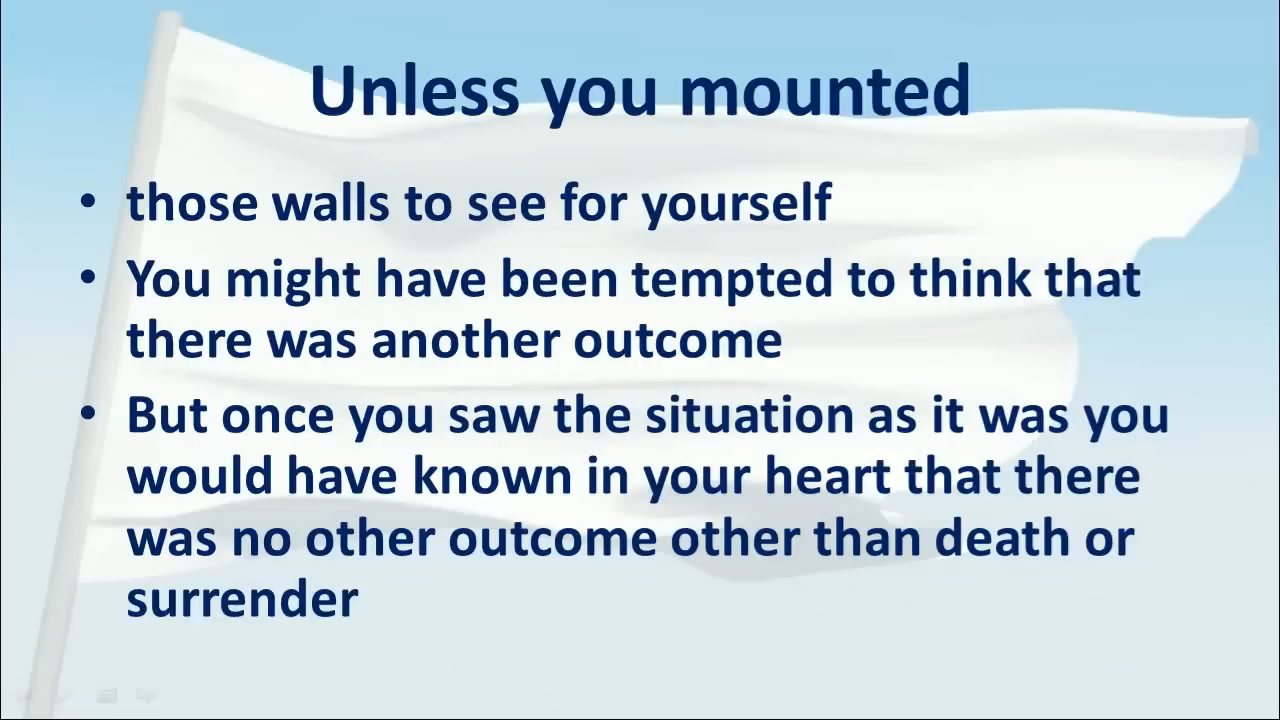 Unless you mounted
• those walls to see for yourself
• You might have been tempted to think that
there was another outcome
• But once you saw the situation as it was you
would have known in your heart that there
was no other outcome other than death or
surrender